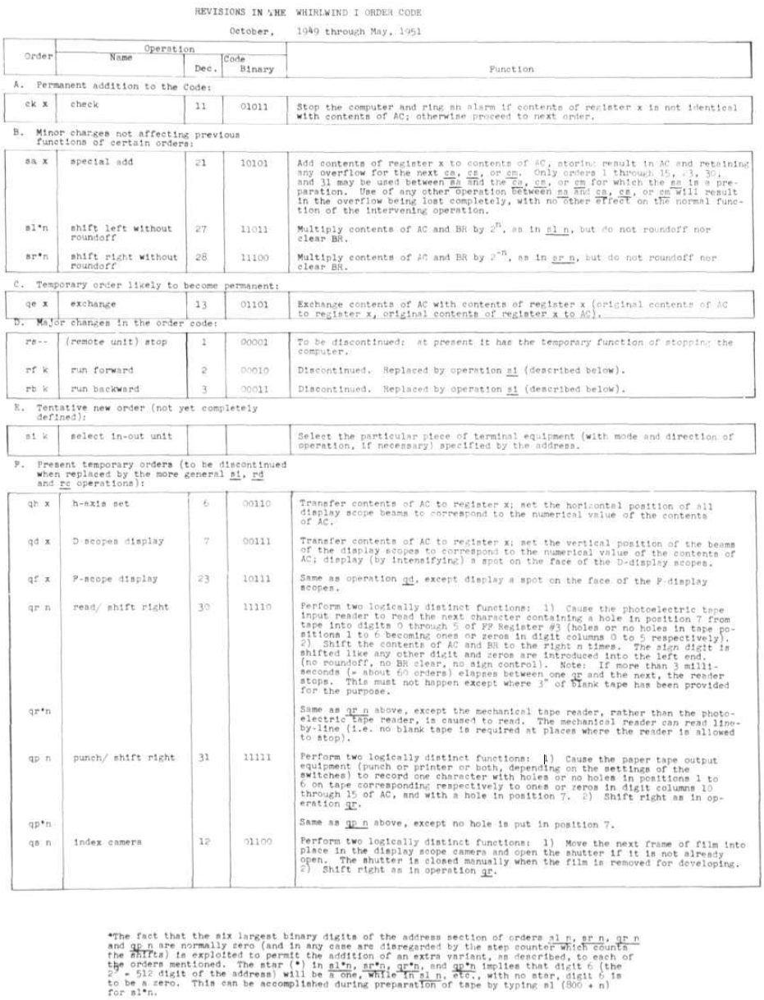 REVISIONS IN THE WHIRLWIND I ORDER CODE
October, 1949 through May, 1951
Order Operation Function
Name Code
Dec. Binary
A. Permanent addition to the Code:
ck x check 11 01011 Stop the computer and ring an alarm if contents of register x is not identical
with contents of AC; otherwise proceed to next order.
B. Minor changes not affecting previous
functions of certain orders:
sa x special add 21 10101 Add contents of register x to contents of AC, storing result in AC and retaining
any overflow for the next ca, cs, or cm. Only orders 1 through 15, 23, 30,
and 31 may be used between sa and the ca, cs, or cm for which the sa is a pre-
paration. Use of any other operation between sa and ca, cs, or cm will result
in the overflow being lost completely, with no other effect on the normal func-
tion of the intervening operation.
sl*n shift left without 27 11011 Multiply contents of AC and BR by 2ⁿ, as in sl n, but do not roundoff nor
roundoff clear BR.
sr*n shift right without 28 11100 Multiply contents of AC and BR by 2⁻ⁿ, as in sr n, but do not roundoff nor
roundoff clear BR.
C. Temporary order likely to become permanent:
qe x exchange 13 01101 Exchange contents of AC with contents of register x (original contents of AC
to register x, original contents of register x to AC).
D. Major changes in the order code:
rs-- (remote unit) stop 1 00001 To be discontinued; at present it has the temporary function of stopping the
computer.
rf k run forward 2 00010 Discontinued. Replaced by operation si (described below).
rb k run backward 3 00011 Discontinued. Replaced by operation si (described below).
E. Tentative new order (not yet completely
defined):
si k select in-out unit Select the particular piece of terminal equipment (with mode and direction of
operation, if necessary) specified by the address.
F. Present temporary orders (to be discontinued
when replaced by the more general si, rd
and rc operations):
qh x h-axis set 6 00110 Transfer contents of AC to register x; set the horizontal position of all
display scope beams to correspond to the numerical value of the contents
of AC.
qd x D scopes display 7 00111 Transfer contents of AC to register x; set the vertical position of the beams
of the display scopes to correspond to the numerical value of the contents of
AC; display (by intensifying) a spot on the face of the D-display scopes.
qf x F-scope display 23 10111 Same as operation qd, except display a spot on the face of the F-display
scopes.
qr n read/ shift right 30 11110 Perform two logically distinct functions: 1) Cause the photoelectric tape
input reader to read the next character containing a hole in position 7 from
tape into digits 0 through 5 of FF Register #3 (holes or no holes in tape po-
sitions 1 to 6 becoming ones or zeros in digit columns 0 to 5 respectively).
2) Shift the contents of AC and BR to the right n times. The sign digit is
shifted like any other digit and zeros are introduced into the left end.
(no roundoff, no BR clear, no sign control). Note: If more than 3 milli-
seconds (= about 60 orders) elapses between one qr and the next, the reader
stops. This must not happen except where 3" of blank tape has been provided
for the purpose.
qr*n Same as qr n above, except the mechanical tape reader, rather than the photo-
electric tape reader, is caused to read. The mechanical reader can read line-
by-line (i.e. no blank tape is required at places where the reader is allowed
to stop).
qp n punch/ shift right 31 11111 Perform two logically distinct functions: 1) Cause the paper tape output
equipment (punch or printer or both, depending on the settings of the
switches) to record one character with holes or no holes in positions 1 to
6 on tape corresponding respectively to ones or zeros in digit columns 10
through 15 of AC, and with a hole in position 7. 2) Shift right as in op-
eration qr.
qp*n Same as qp n above, except no hole is put in position 7.
qs n index camera 12 01100 Perform two logically distinct functions: 1) Move the next frame of film into
place in the display scope camera and open the shutter if it is not already
open. The shutter is closed manually when the film is removed for developing.
2) Shift right as in operation qr.
*The fact that the six largest binary digits of the address section of orders sl n, sr n, qr n
and qp n are normally zero (and in any case are disregarded by the step counter which counts
the shifts) is exploited to permit the addition of an extra variant, as described, to each of
the orders mentioned. The star (*) in sl*n, sr*n, qr*n, and qp*n implies that digit 6 (the
2⁹ = 512 digit of the address) will be a one, while in sl n, etc., with no star, digit 6 is
to be a zero. This can be accomplished during preparation of tape by typing sl (800 + n)
for sl*n.